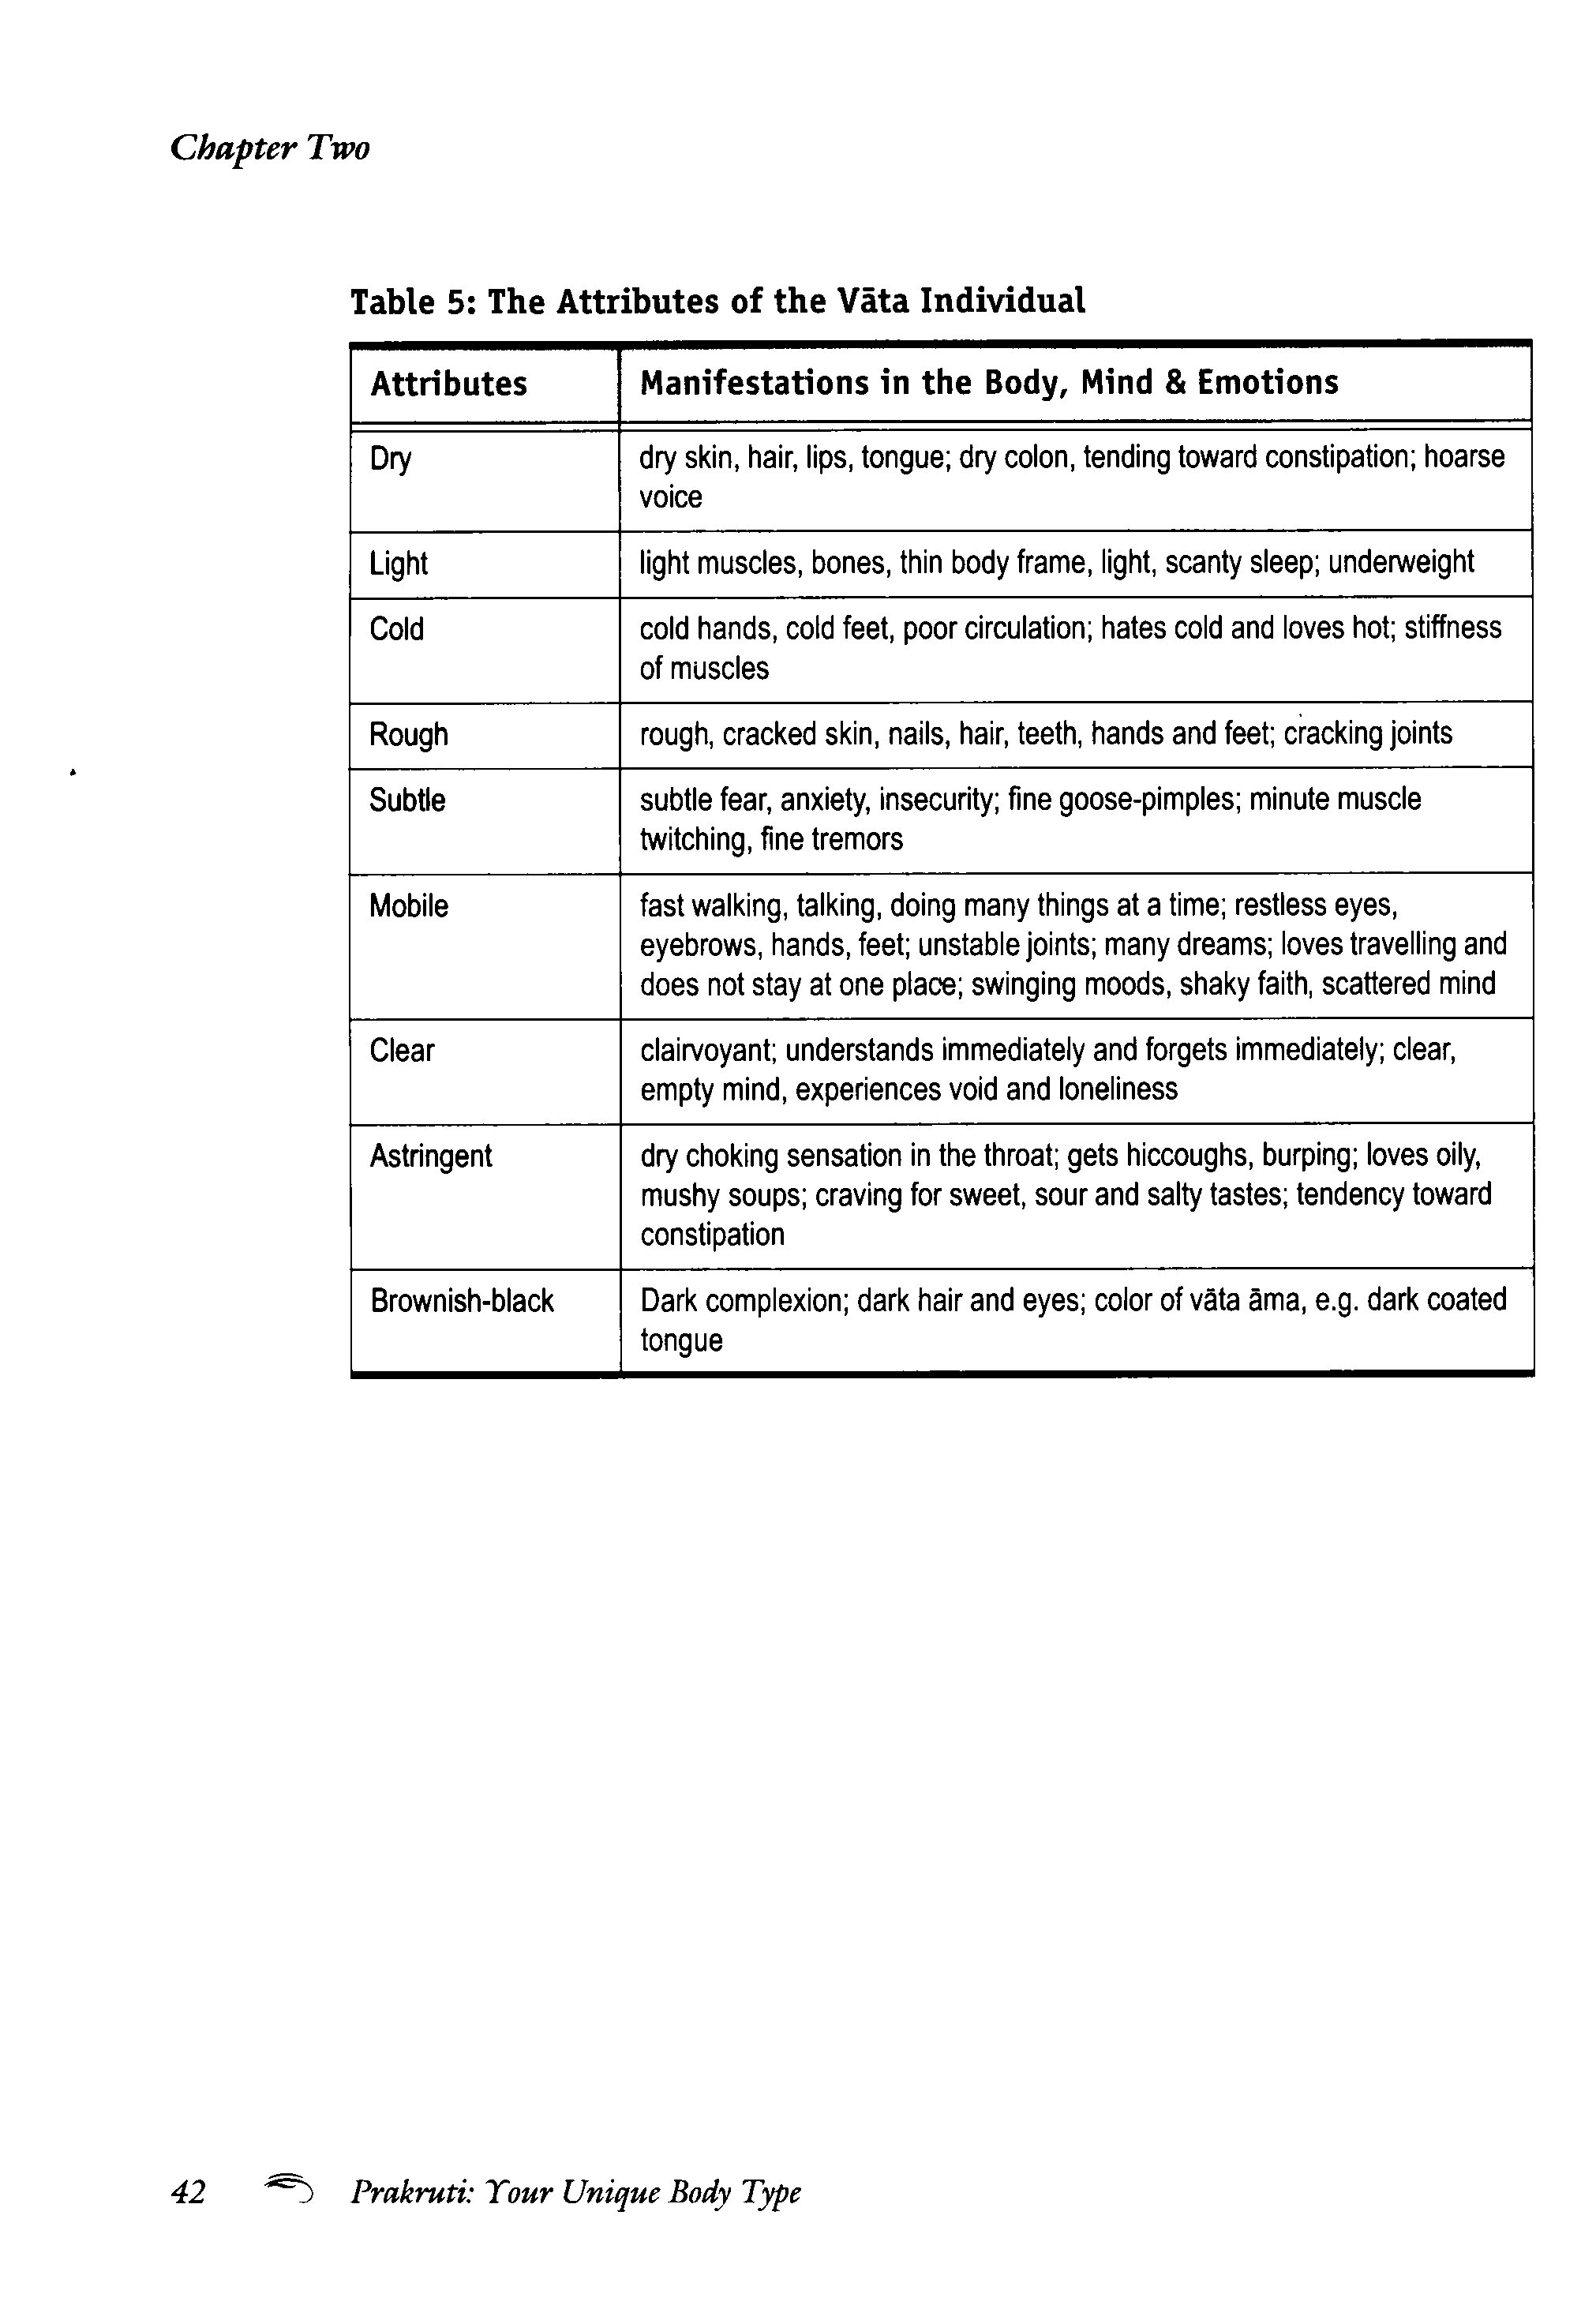 Chapter Two
Table 5: The Attributes of the Vāta Individual
Attributes
Manifestations in the Body, Mind & Emotions
Dry
dry skin, hair, lips, tongue; dry colon, tending toward constipation; hoarse
voice
Light
light muscles, bones, thin body frame, light, scanty sleep; underweight
Cold
cold hands, cold feet, poor circulation; hates cold and loves hot; stiffness
of muscles
Rough
rough, cracked skin, nails, hair, teeth, hands and feet; cracking joints
Subtle
subtle fear, anxiety, insecurity; fine goose-pimples; minute muscle
twitching, fine tremors
Mobile
fast walking, talking, doing many things at a time; restless eyes,
eyebrows, hands, feet; unstable joints; many dreams; loves travelling and
does not stay at one place; swinging moods, shaky faith, scattered mind
Clear
clairvoyant; understands immediately and forgets immediately; clear,
empty mind, experiences void and loneliness
Astringent
dry choking sensation in the throat; gets hiccoughs, burping; loves oily,
mushy soups; craving for sweet, sour and salty tastes; tendency toward
constipation
Brownish-black
Dark complexion; dark hair and eyes; color of vāta āma, e.g. dark coated
tongue
42 Prakruti: Your Unique Body Type